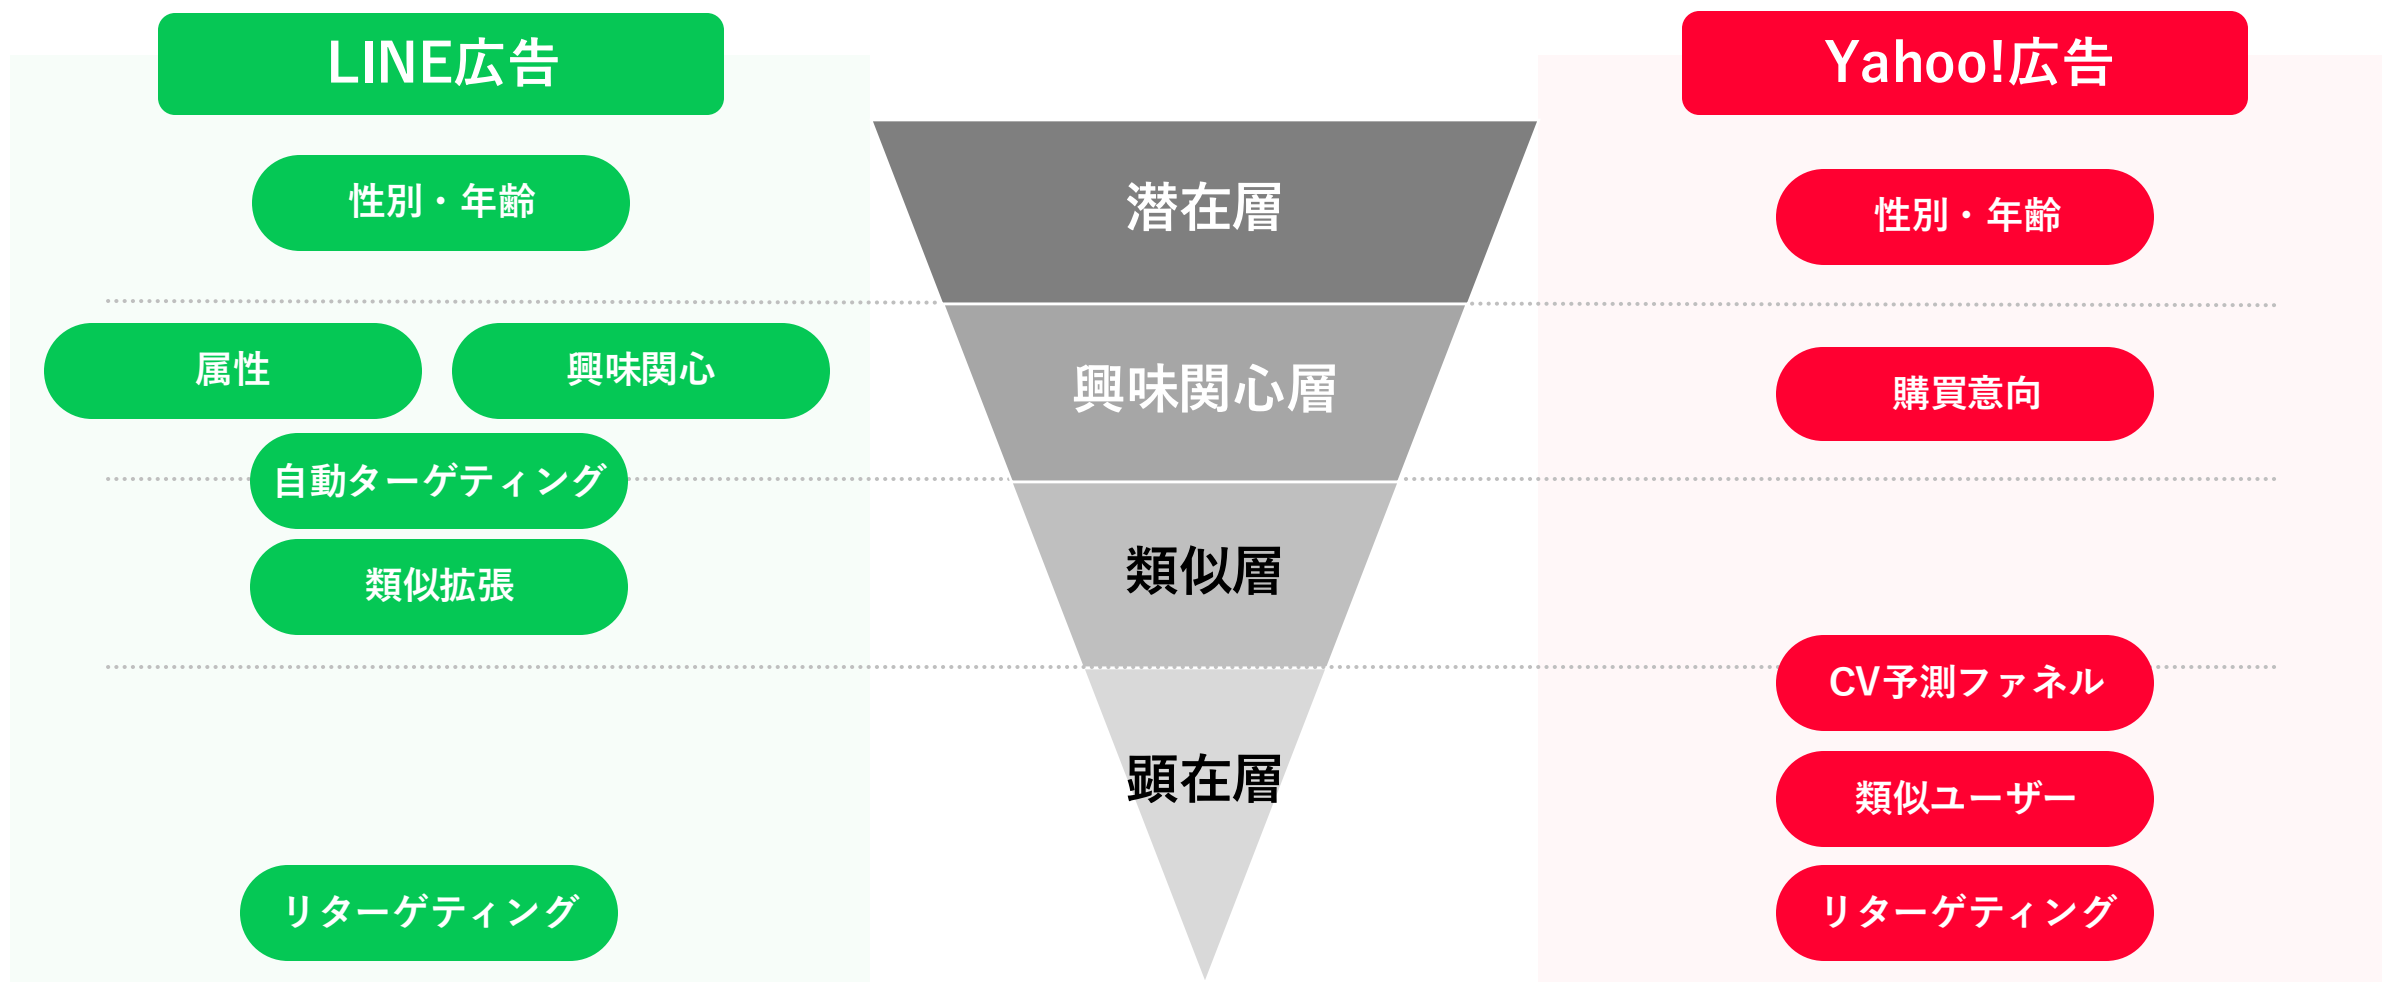 LINE広告
性別・年齢
属性
興味関心
自動ターゲティング
類似拡張
リターゲティング
潜在層
興味関心層
類似層
顕在層
Yahoo!広告
性別・年齢
購買意向
CV予測ファネル
類似ユーザー
リターゲティング